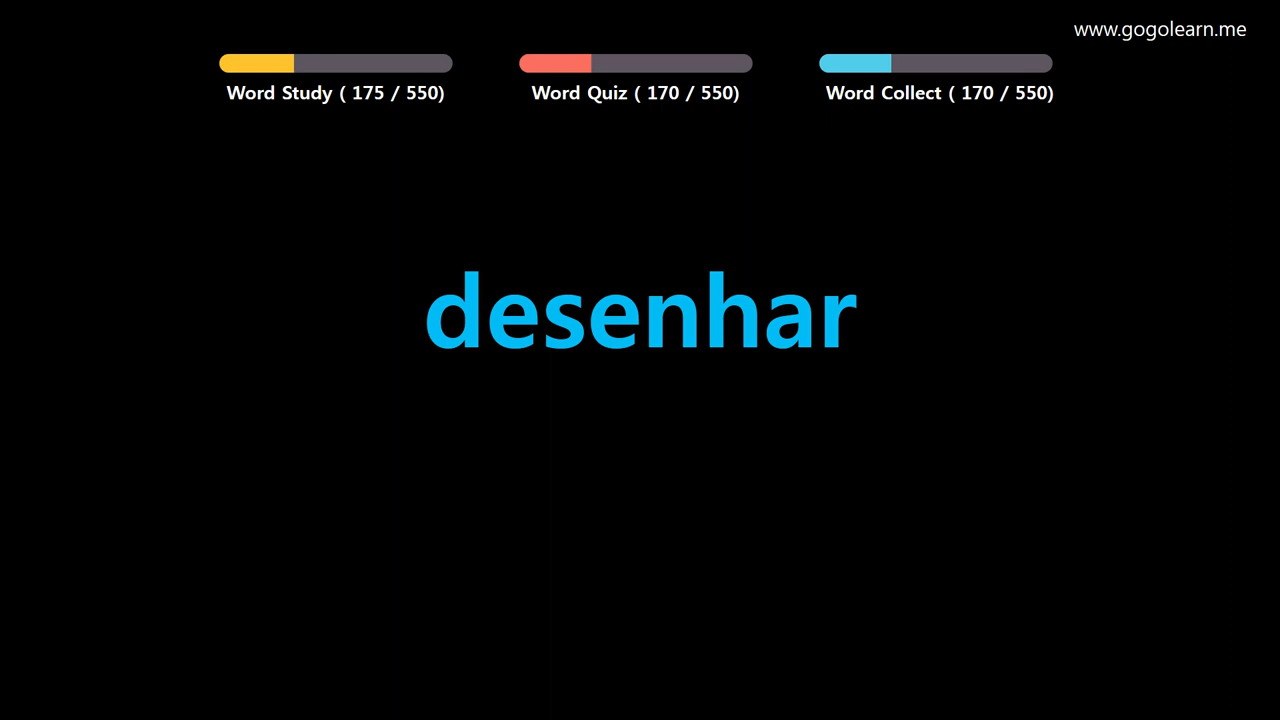 www.gogolearn.me
Word Study ( 175 / 550)
Word Quiz ( 170 / 550)
Word Collect ( 170 / 550)
desenhar